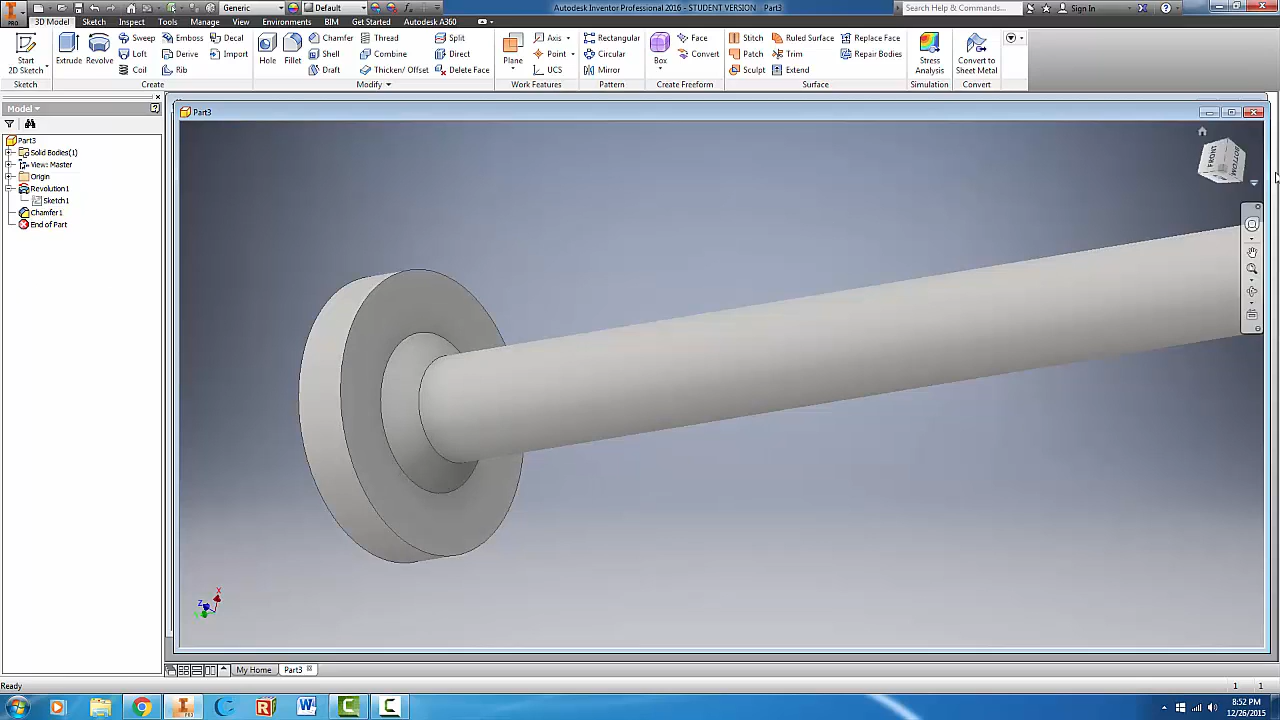 PRO
Generic
Default
Autodesk Inventor Professional 2016 - STUDENT VERSION Part3
Search Help & Commands...
Sign In
3D Model Sketch Inspect Tools Manage View Environments BIM Get Started Autodesk A360
Start 2D Sketch
Extrude Revolve
Sweep Emboss Decal
Loft Derive Import
Coil Rib
Hole Fillet
Chamfer Thread Split
Shell Combine Direct
Draft Thicken/ Offset Delete Face
Plane
Axis
Point
UCS
Rectangular
Circular
Mirror
Box
Face
Convert
Stitch Ruled Surface Replace Face
Patch Trim Repair Bodies
Sculpt Extend
Stress Analysis
Convert to Sheet Metal
Sketch Create Modify Work Features Pattern Create Freeform Surface Simulation Convert
Model
Part3
Part3
Solid Bodies(1)
View: Master
Origin
Revolution1
Sketch1
Chamfer1
End of Part
FRONT
BOTTOM
X
Z
My Home Part3
Ready
1 1
8:52 PM
12/26/2015